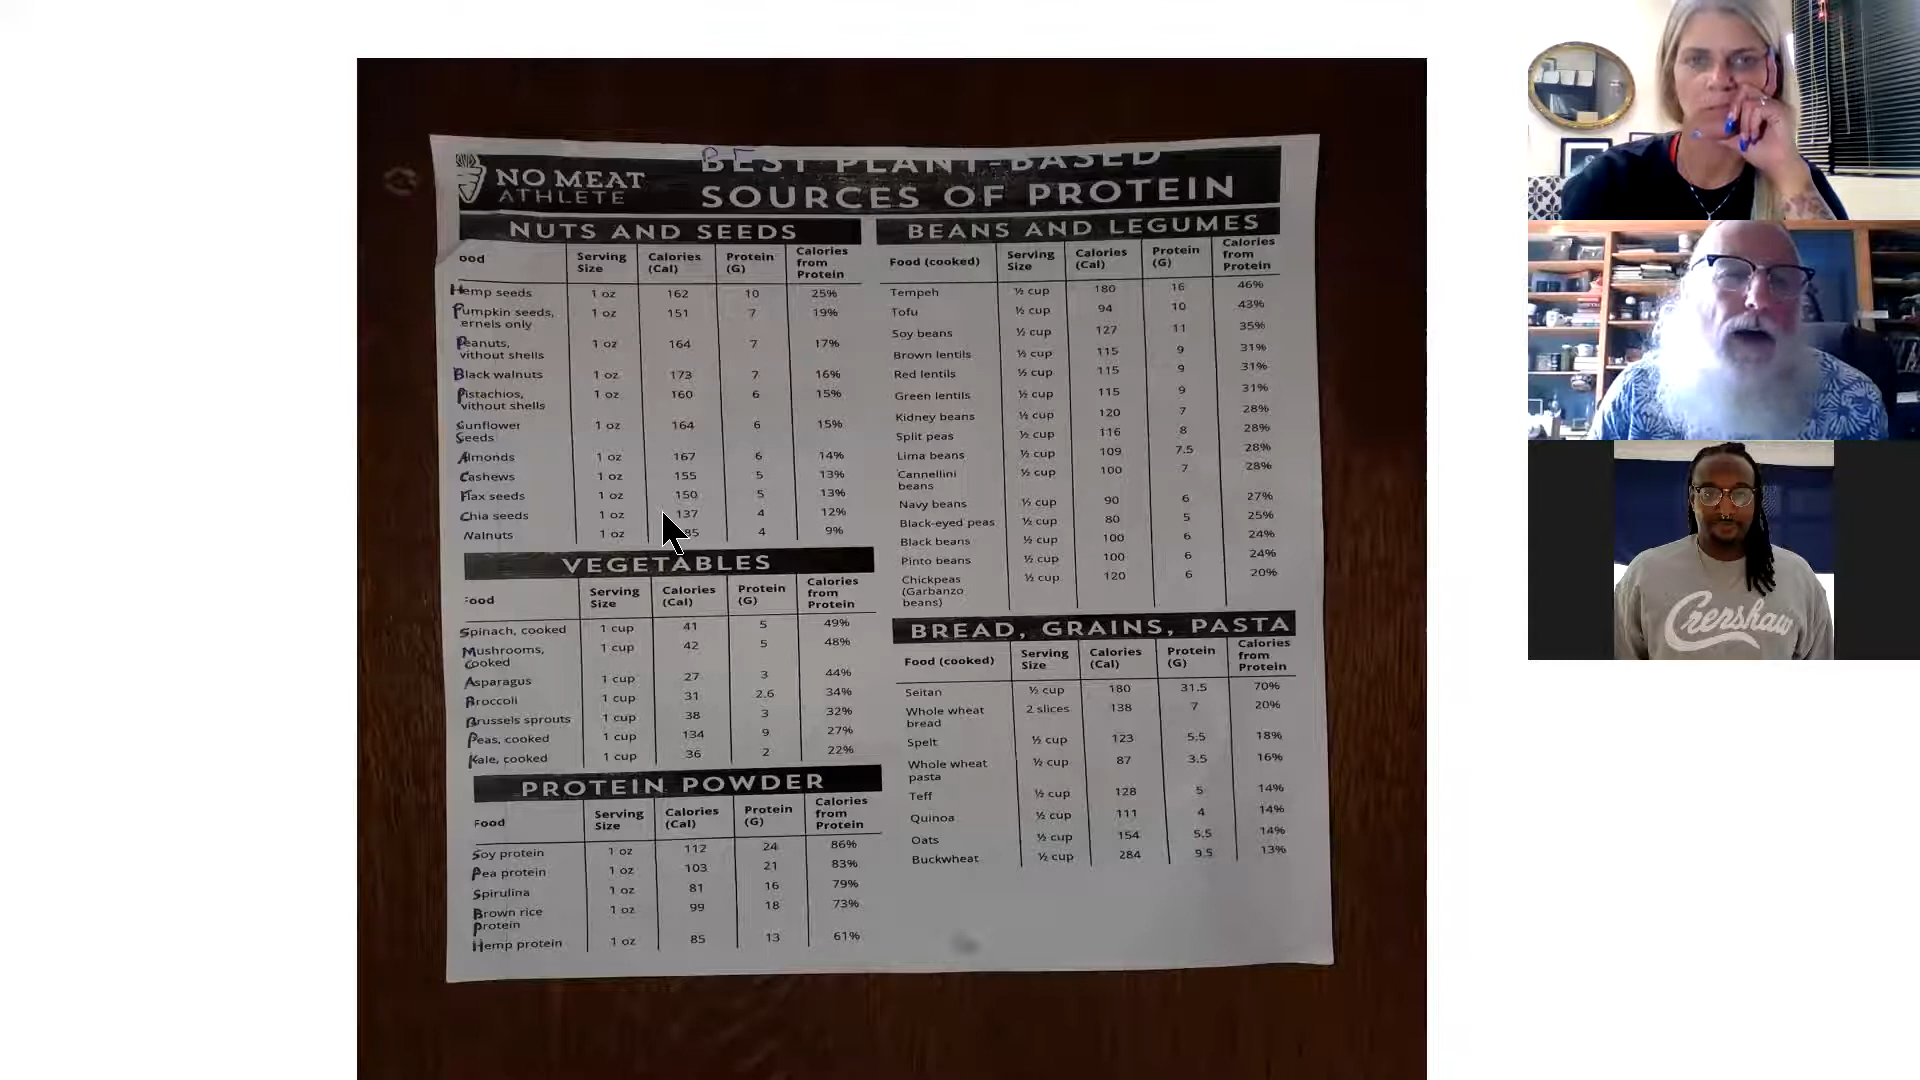 NO MEAT
ATHLETE
BEST PLANT-BASED
SOURCES OF PROTEIN
NUTS AND SEEDS
ood Serving Size Calories (Cal) Protein (G) Calories from Protein
Hemp seeds 1 oz 162 10 25%
Pumpkin seeds, ernels only 1 oz 151 7 19%
Peanuts, vithout shells 1 oz 164 7 17%
Black walnuts 1 oz 173 7 16%
Pistachios, vithout shells 1 oz 160 6 15%
Sunflower Seeds 1 oz 164 6 15%
Almonds 1 oz 167 6 14%
Cashews 1 oz 155 5 13%
Flax seeds 1 oz 150 5 13%
Chia seeds 1 oz 137 4 12%
Nalnuts 1 oz 85 4 9%
VEGETABLES
Food Serving Size Calories (Cal) Protein (G) Calories from Protein
Spinach, cooked 1 cup 41 5 49%
Mushrooms, Cooked 1 cup 42 5 48%
Asparagus 1 cup 27 3 44%
Broccoli 1 cup 31 2.6 34%
Brussels sprouts 1 cup 38 3 32%
Peas, cooked 1 cup 134 9 27%
Kale, cooked 1 cup 36 2 22%
PROTEIN POWDER
Food Serving Size Calories (Cal) Protein (G) Calories from Protein
Soy protein 1 oz 112 24 86%
Pea protein 1 oz 103 21 83%
Spirulina 1 oz 81 16 79%
Brown rice protein 1 oz 99 18 73%
Hemp protein 1 oz 85 13 61%
BEANS AND LEGUMES
Food (cooked) Serving Size Calories (Cal) Protein (G) Calories from Protein
Tempeh ½ cup 180 16 46%
Tofu ½ cup 94 10 43%
Soy beans ½ cup 127 11 35%
Brown lentils ½ cup 115 9 31%
Red lentils ½ cup 115 9 31%
Green lentils ½ cup 115 9 31%
Kidney beans ½ cup 120 7 28%
Split peas ½ cup 116 8 28%
Lima beans ½ cup 109 7.5 28%
Cannellini beans ½ cup 100 7 28%
Navy beans ½ cup 90 6 27%
Black-eyed peas ½ cup 80 5 25%
Black beans ½ cup 100 6 24%
Pinto beans ½ cup 100 6 24%
Chickpeas (Garbanzo beans) ½ cup 120 6 20%
BREAD, GRAINS, PASTA
Food (cooked) Serving Size Calories (Cal) Protein (G) Calories from Protein
Seitan ½ cup 180 31.5 70%
Whole wheat bread 2 slices 138 7 20%
Spelt ½ cup 123 5.5 18%
Whole wheat pasta ½ cup 87 3.5 16%
Teff ½ cup 128 5 14%
Quinoa ½ cup 111 4 14%
Oats ½ cup 154 5.5 14%
Buckwheat ½ cup 284 9.5 13%
Crenshaw